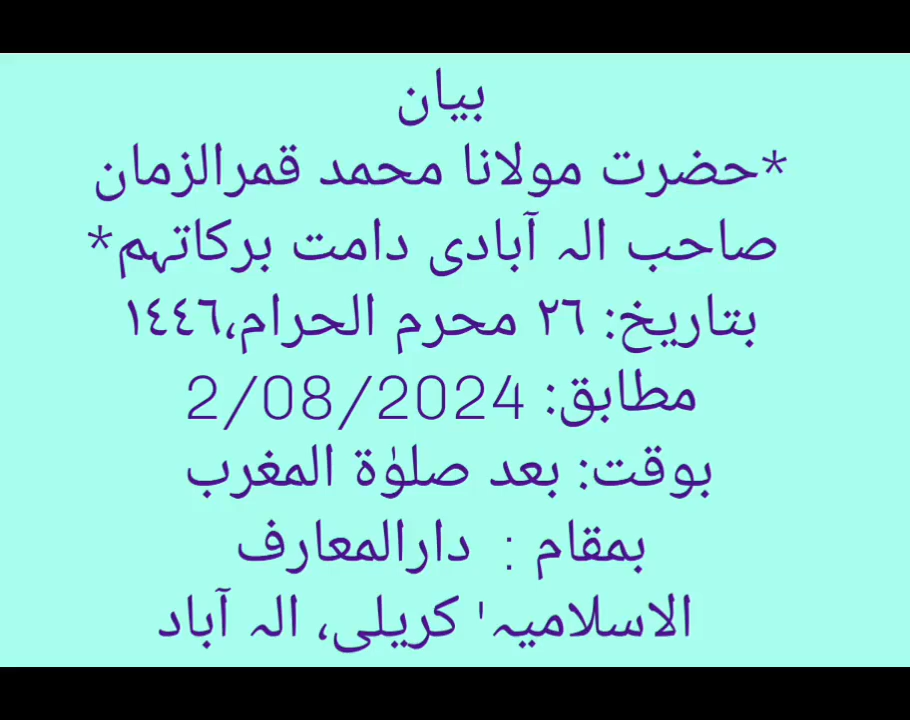 بیان
*حضرت مولانا محمد قمرالزمان
صاحب الہ آبادی دامت برکاتہم*
بتاریخ: ٢٦ محرم الحرام،١٤٤٦
مطابق: 2/08/2024
بوقت: بعد صلوٰۃ المغرب
بمقام : دارالمعارف
الاسلامیہ' کریلی، الہ آباد